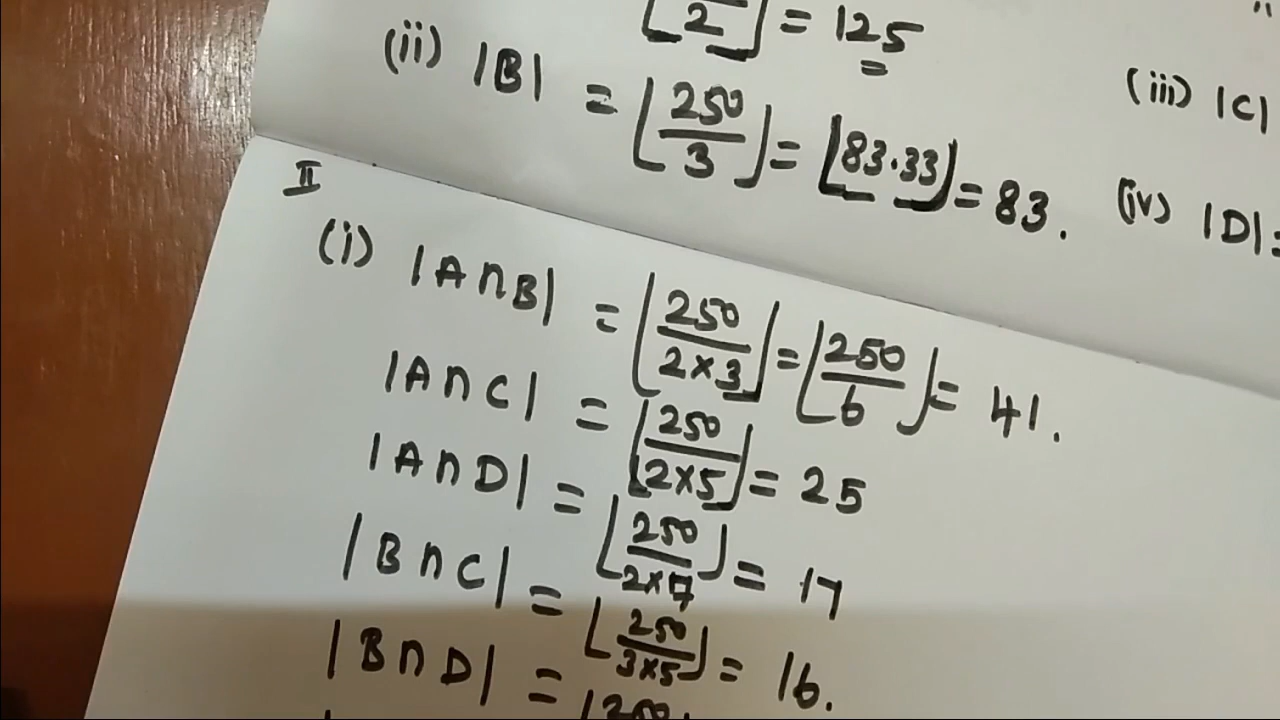 ⌊ /2⌋ = 125
(ii) |B| = ⌊250/3⌋ = ⌊83.33⌋ = 83.
(iii) |C|
(iv) |D| =
II
(i) |A∩B| = ⌊250/2×3⌋ = ⌊250/6⌋ = 41.
|A∩C| = ⌊250/2×5⌋ = 25
|A∩D| = ⌊250/2×7⌋ = 17
|B∩C| = ⌊250/3×5⌋ = 16.
|B∩D| = ⌊250